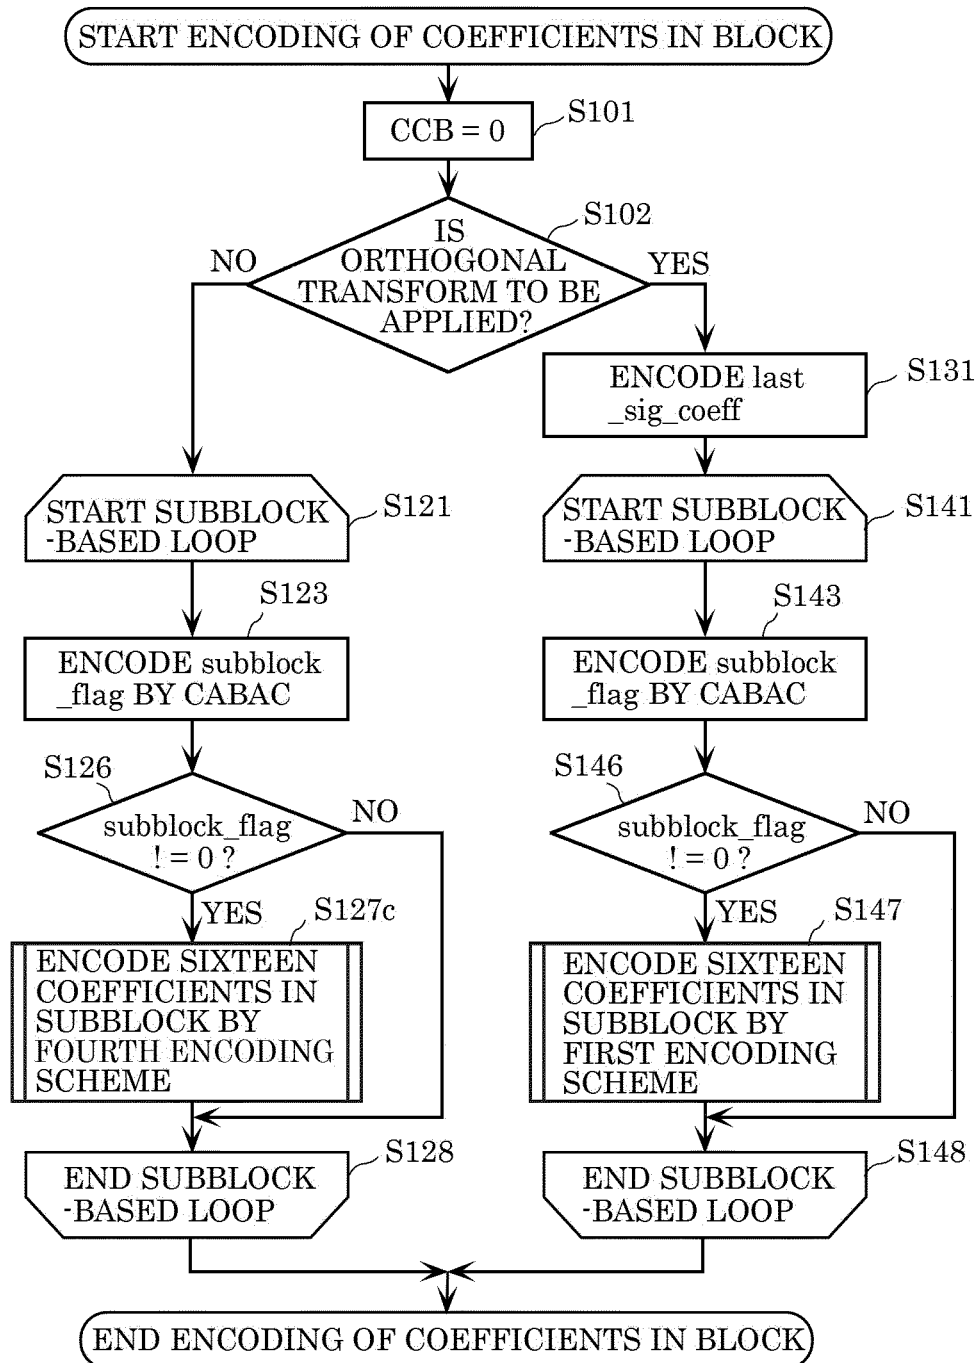 START ENCODING OF COEFFICIENTS IN BLOCK
CCB = 0
S101
IS
ORTHOGONAL
TRANSFORM TO BE
APPLIED?
S102
NO
YES
ENCODE last
_sig_coeff
S131
START SUBBLOCK
-BASED LOOP
S121
START SUBBLOCK
-BASED LOOP
S141
S123
ENCODE subblock
_flag BY CABAC
S143
ENCODE subblock
_flag BY CABAC
S126
subblock_flag
! = 0 ?
NO
YES
S146
subblock_flag
! = 0 ?
NO
YES
S127c
ENCODE SIXTEEN
COEFFICIENTS IN
SUBBLOCK BY
FOURTH ENCODING
SCHEME
S147
ENCODE SIXTEEN
COEFFICIENTS IN
SUBBLOCK BY
FIRST ENCODING
SCHEME
END SUBBLOCK
-BASED LOOP
S128
END SUBBLOCK
-BASED LOOP
S148
END ENCODING OF COEFFICIENTS IN BLOCK